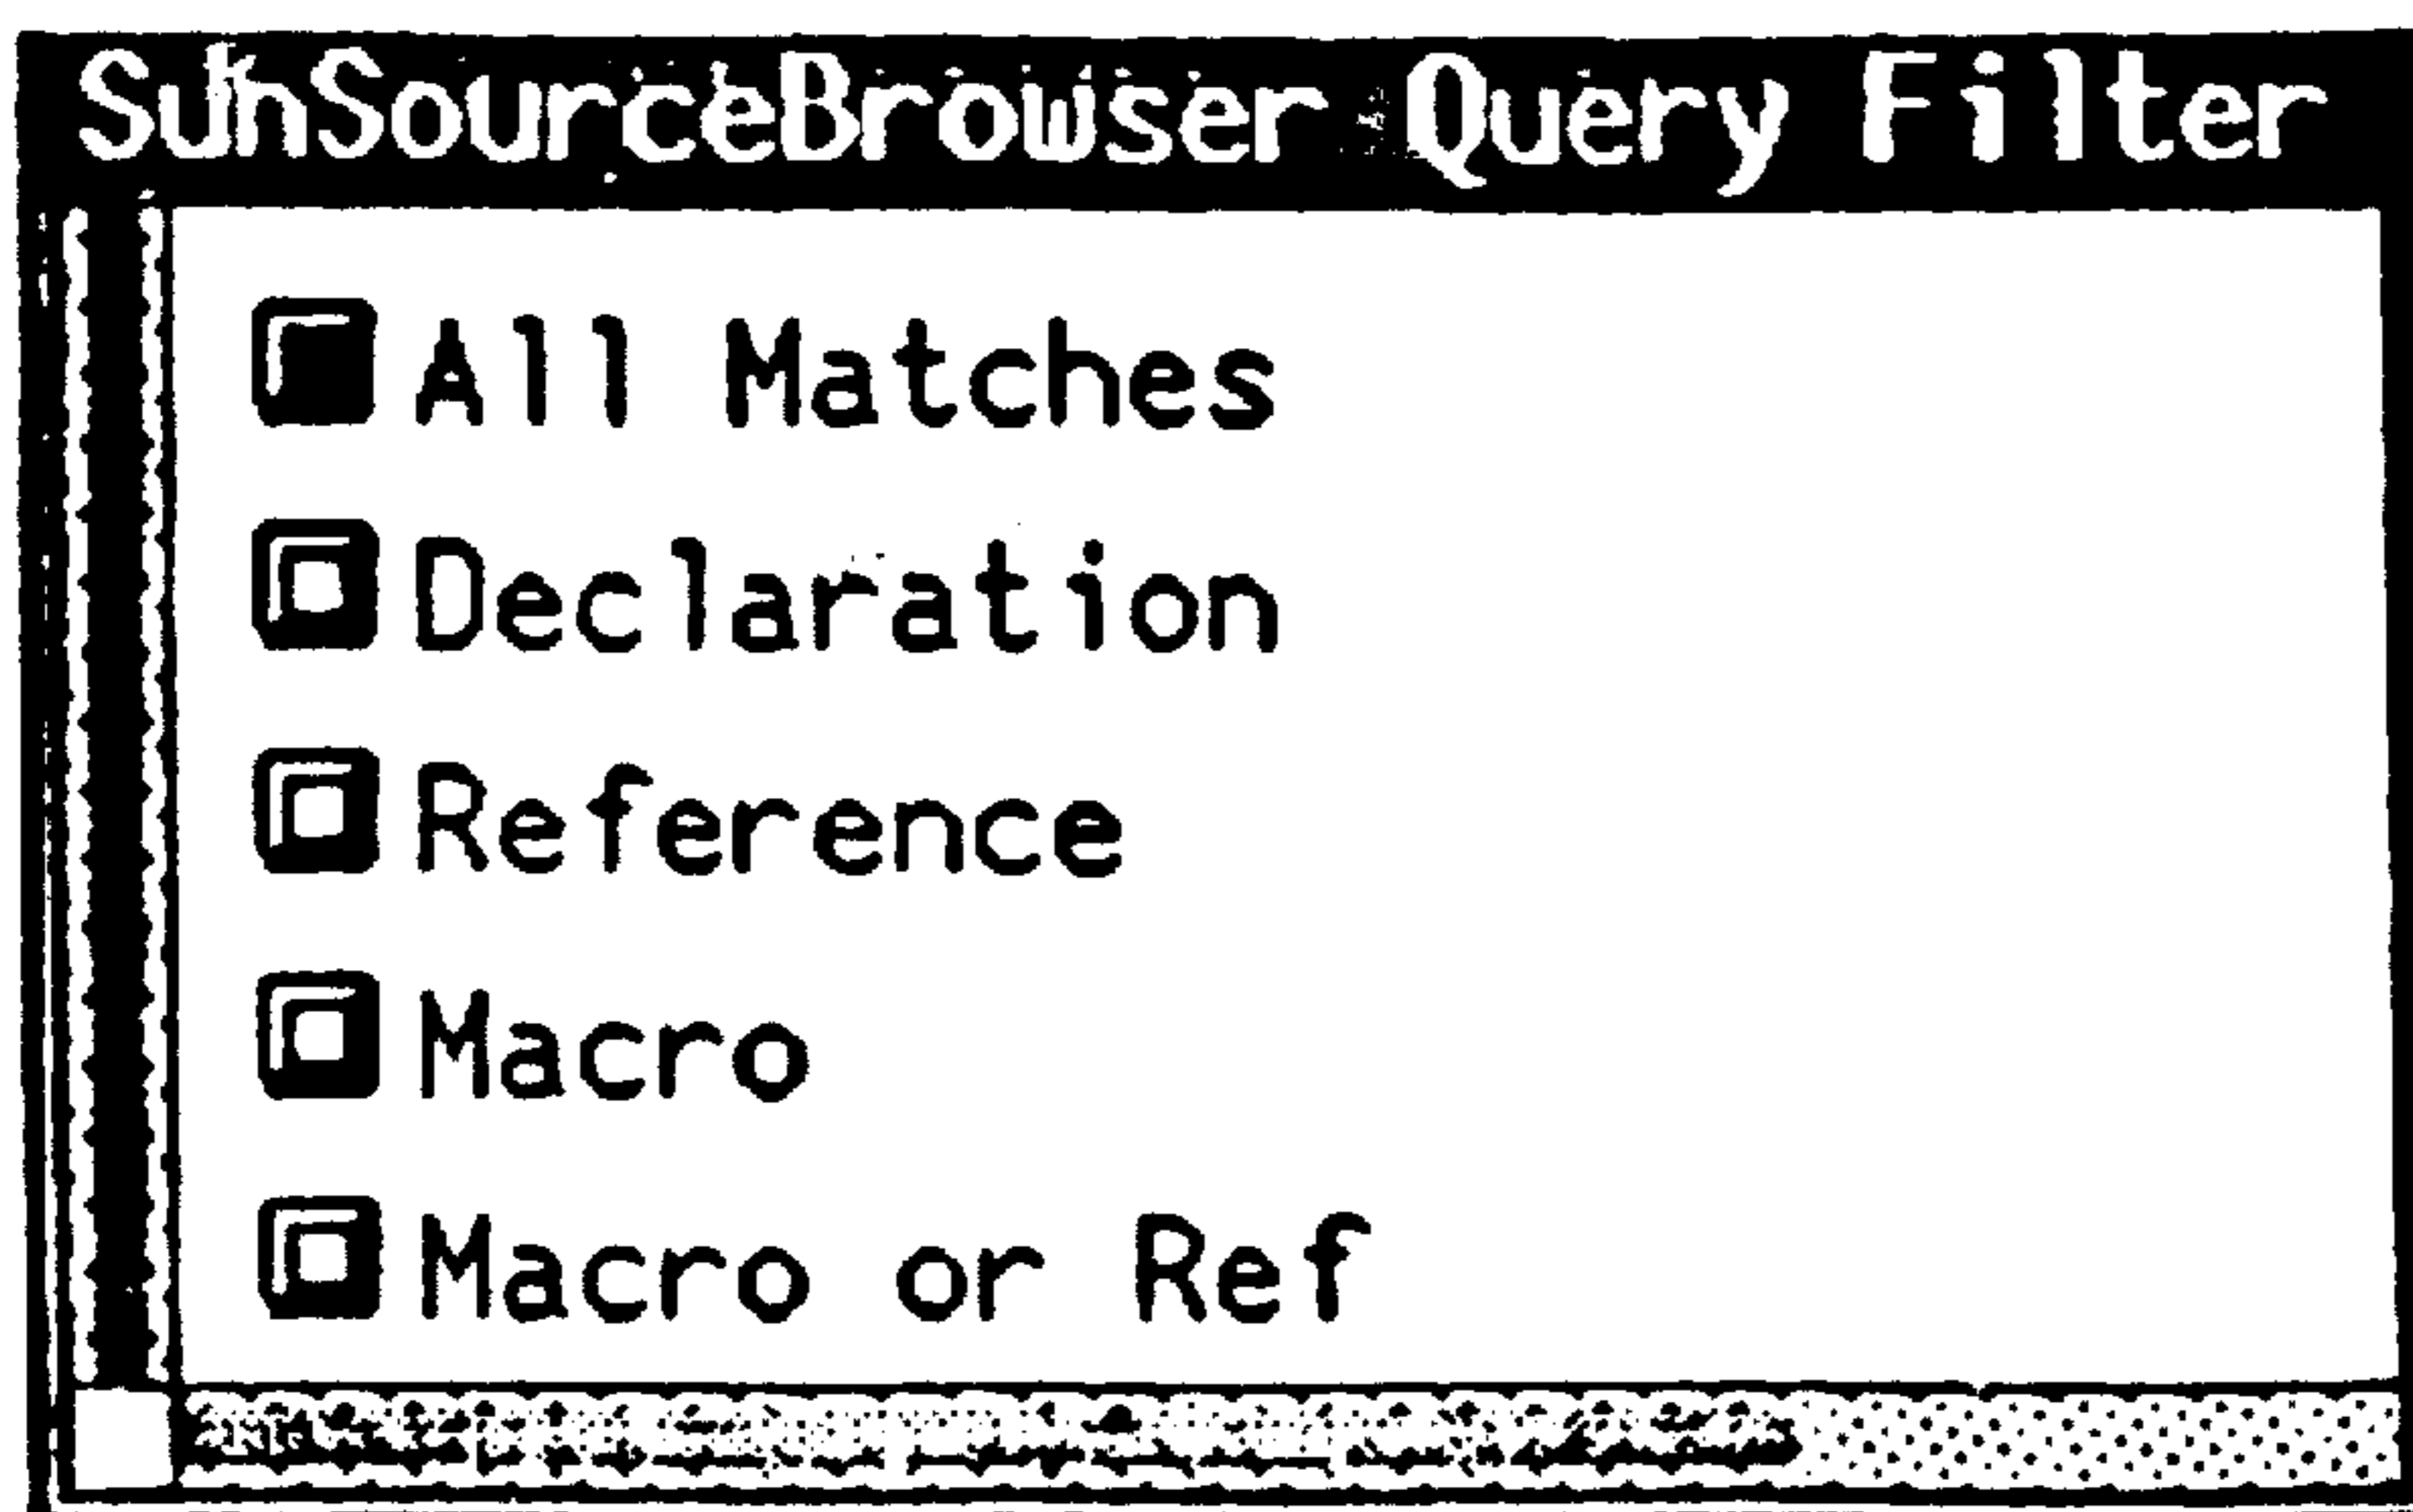 SunSourceBrowser Query Filter
All Matches
Declaration
Reference
Macro
Macro or Ref